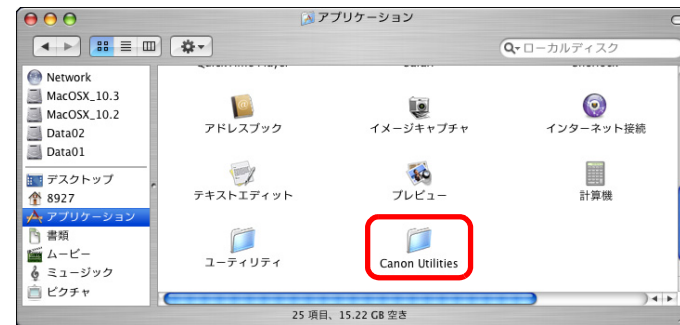 アプリケーション
ローカルディスク
Network
MacOSX_10.3
MacOSX_10.2
Data02
Data01
デスクトップ
8927
アプリケーション
書類
ムービー
ミュージック
ピクチャ
アドレスブック
イメージキャプチャ
インターネット接続
テキストエディット
プレビュー
計算機
ユーティリティ
Canon Utilities
25 項目、15.22 GB 空き